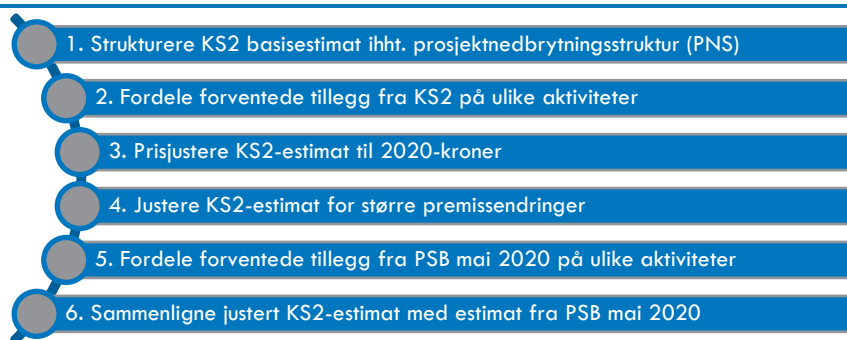 1. Strukturere KS2 basisestimat ihht. prosjektnedbrytningsstruktur (PNS)
2. Fordele forventede tillegg fra KS2 på ulike aktiviteter
3. Prisjustere KS2-estimat til 2020-kroner
4. Justere KS2-estimat for større premissendringer
5. Fordele forventede tillegg fra PSB mai 2020 på ulike aktiviteter
6. Sammenligne justert KS2-estimat med estimat fra PSB mai 2020